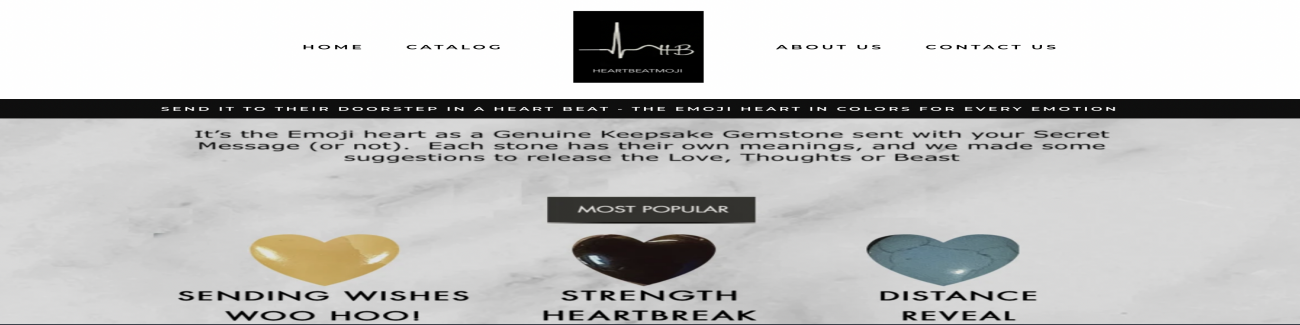 HOME CATALOG ABOUT US CONTACT US
HB
HEARTBEATMOJI
SEND IT TO THEIR DOORSTEP IN A HEART BEAT - THE EMOJI HEART IN COLORS FOR EVERY EMOTION
It's the Emoji heart as a Genuine Keepsake Gemstone sent with your Secret
Message (or not).  Each stone has their own meanings, and we made some
suggestions to release the Love, Thoughts or Beast
MOST POPULAR
SENDING WISHES
WOO HOO!
STRENGTH
HEARTBREAK
DISTANCE
REVEAL